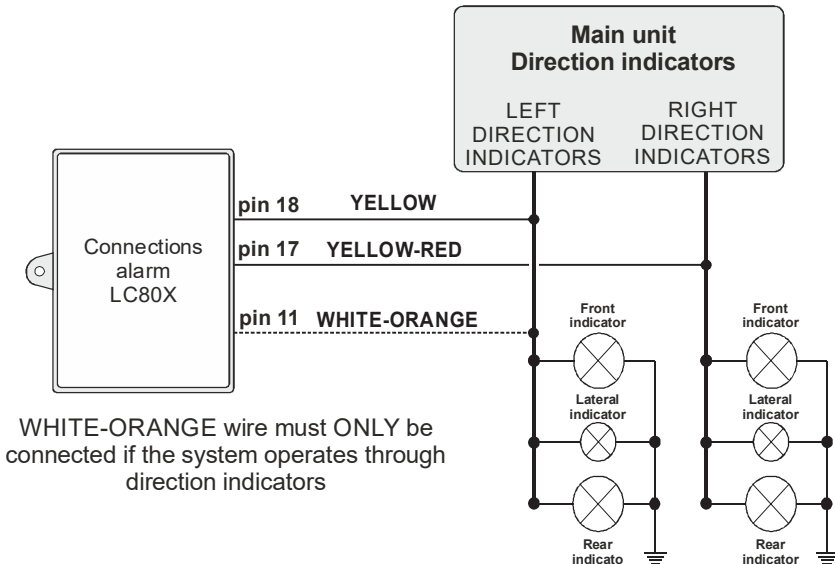 Main unit
Direction indicators
LEFT
DIRECTION
INDICATORS
RIGHT
DIRECTION
INDICATORS
Connections
alarm
LC80X
pin 18 YELLOW
pin 17 YELLOW-RED
pin 11 WHITE-ORANGE
WHITE-ORANGE wire must ONLY be
connected if the system operates through
direction indicators
Front
indicator
Lateral
indicator
Rear
indicato
Front
indicator
Lateral
indicator
Rear
indicator